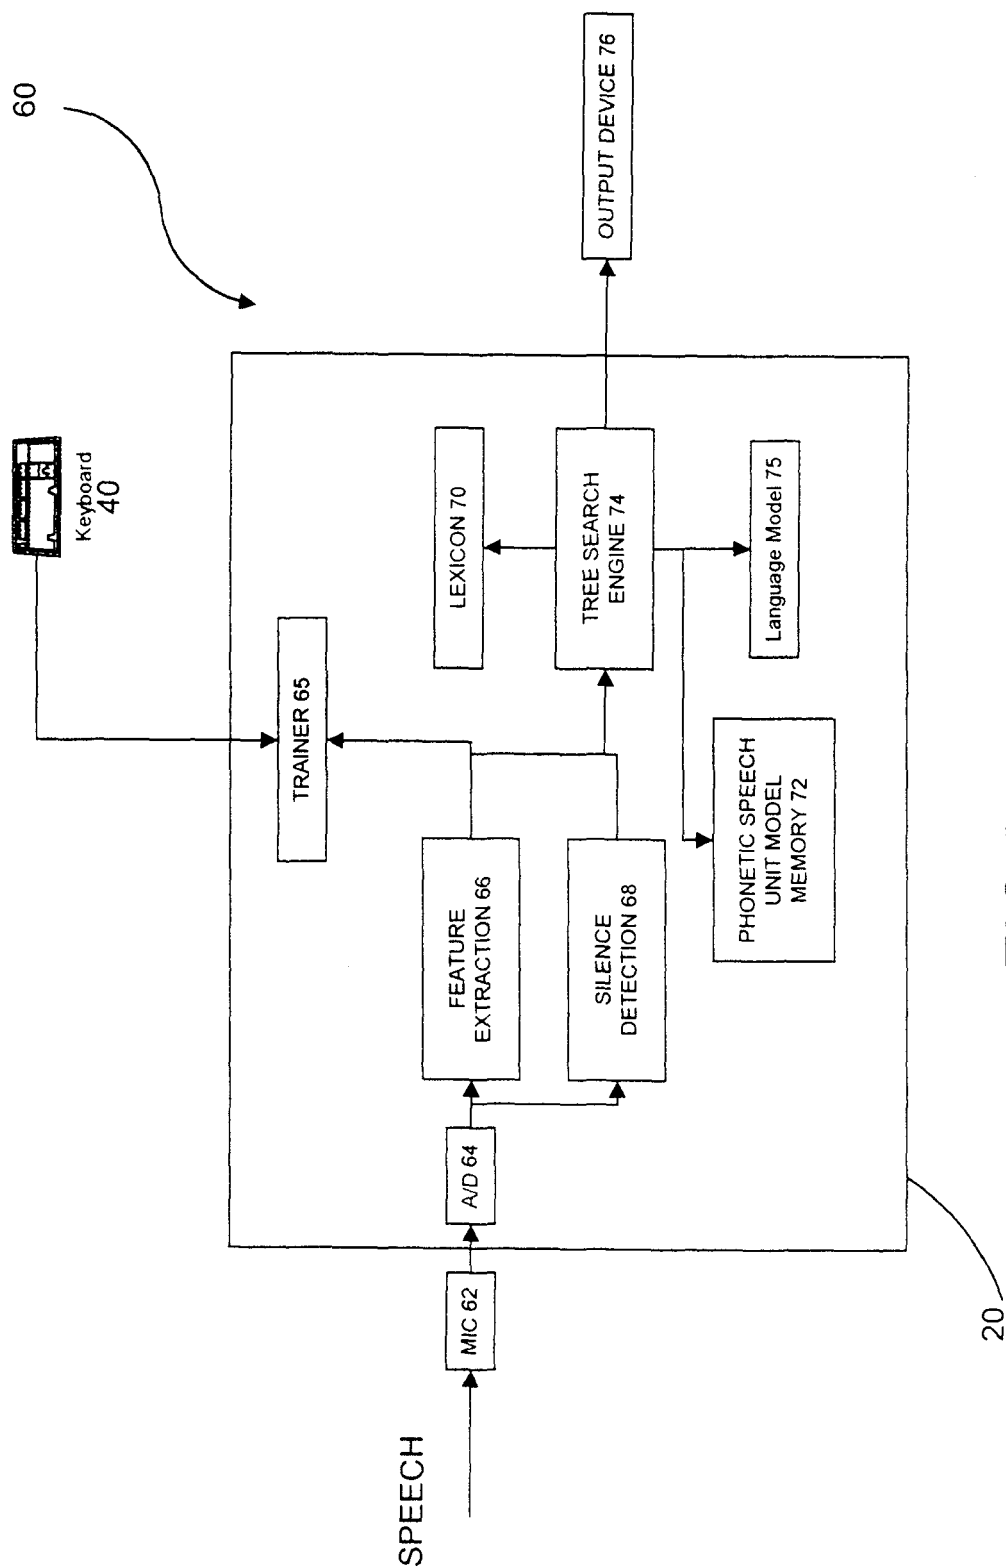 60
Keyboard
40
OUTPUT DEVICE 76
TRAINER 65
LEXICON 70
TREE SEARCH
ENGINE 74
Language Model 75
FEATURE
EXTRACTION 66
SILENCE
DETECTION 68
PHONETIC SPEECH
UNIT MODEL
MEMORY 72
A/D 64
MIC 62
SPEECH
20